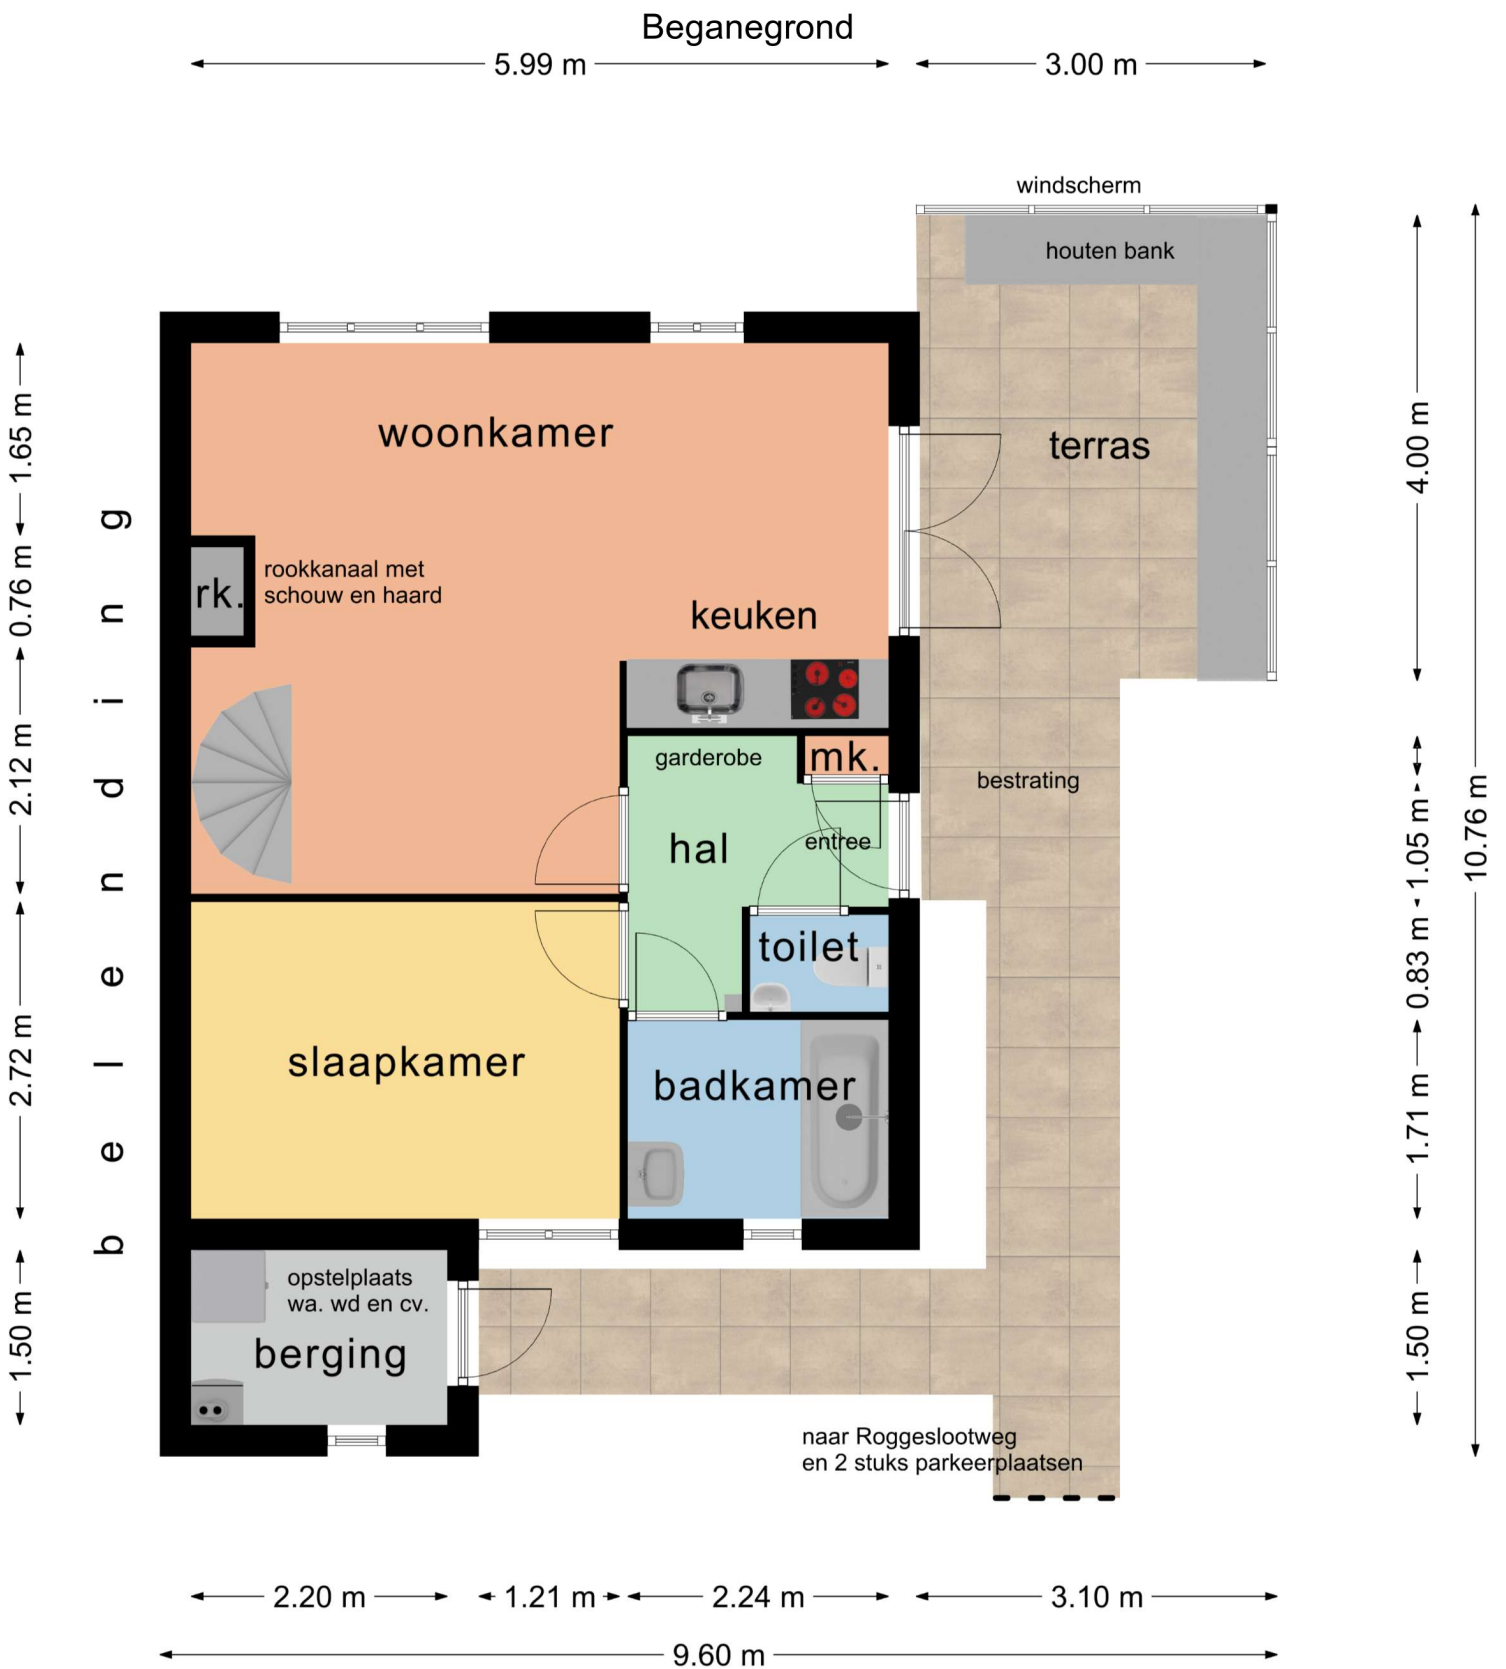 Beganegrond
5.99 m
3.00 m
windscherm
houten bank
woonkamer
terras
1.65 m
4.00 m
rookkanaal met
schouw en haard
rk.
0.76 m
keuken
belending
garderobe
mk.
bestrating
2.12 m
hal
entree
1.05 m
10.76 m
toilet
0.83 m
slaapkamer
badkamer
2.72 m
1.71 m
opstelplaats
wa. wd en cv.
berging
1.50 m
1.50 m
naar Roggeslootweg
en 2 stuks parkeerplaatsen
2.20 m
1.21 m
2.24 m
3.10 m
9.60 m